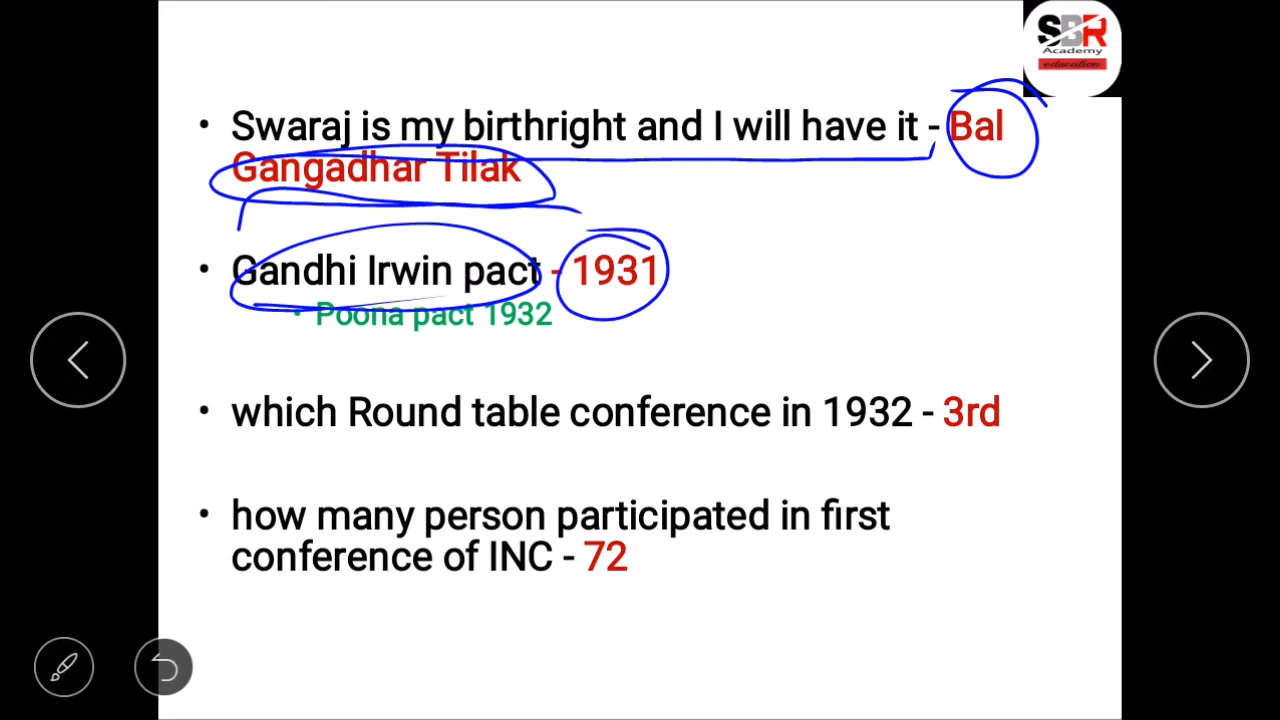 SBR
Academy
education
• Swaraj is my birthright and I will have it - Bal
Gangadhar Tilak
• Gandhi Irwin pact - 1931
• Poona pact 1932
• which Round table conference in 1932 - 3rd
• how many person participated in first
conference of INC - 72